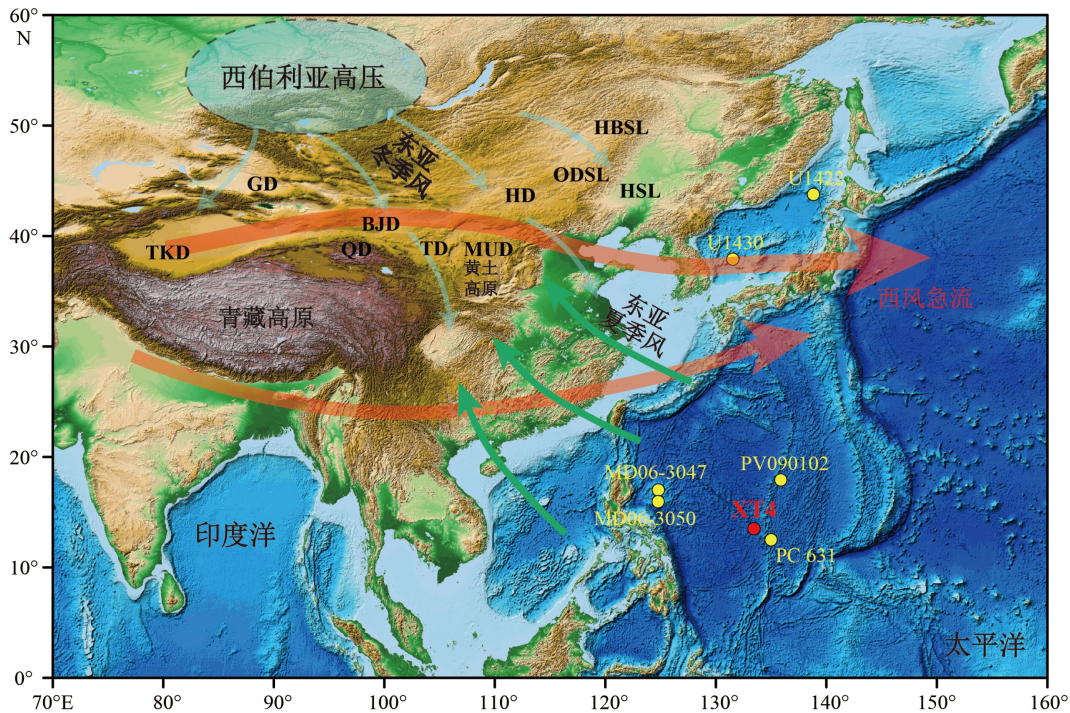 60°
N
50°
40°
30°
20°
10°
0°
西伯利亚高压
东亚
冬季风
HBSL
ODSL
HSL
GD
HD
U1422
BJD
TKD
QD
TD
MUD
黄土
高原
U1430
青藏高原
东亚
夏季风
西风急流
MD06-3047
PV090102
MD06-3050
XT4
PC 631
印度洋
太平洋
70°E
80°
90°
100°
110°
120°
130°
140°
150°
160°